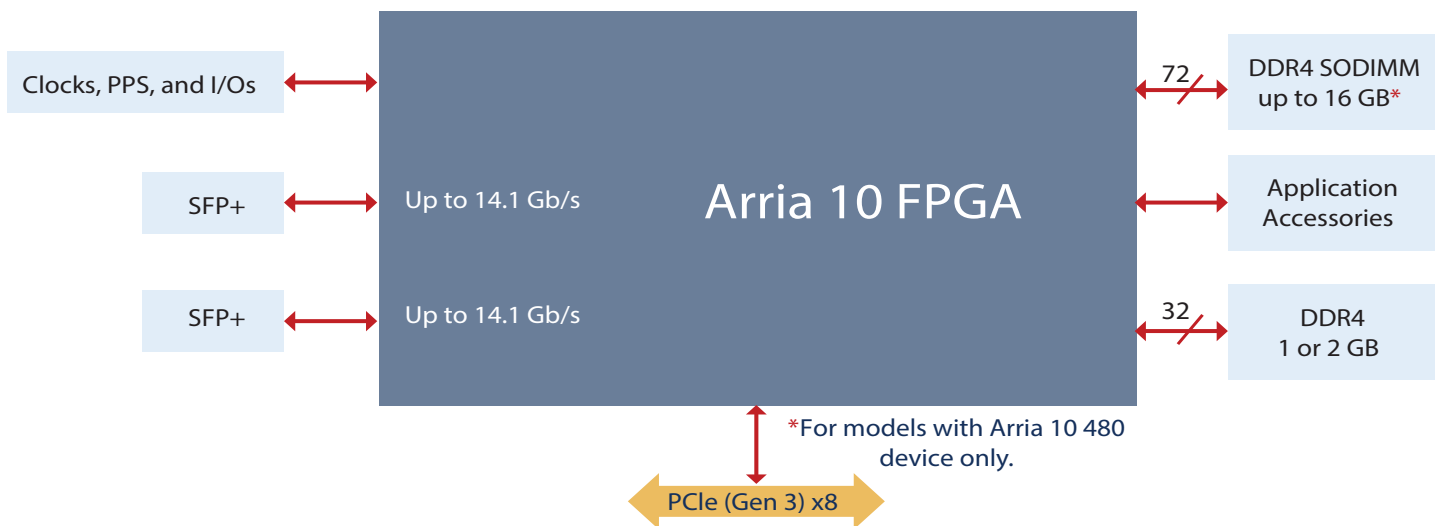 Clocks, PPS, and I/Os
SFP+
Up to 14.1 Gb/s
SFP+
Up to 14.1 Gb/s
Arria 10 FPGA
72
DDR4 SODIMM
up to 16 GB*
Application
Accessories
32
DDR4
1 or 2 GB
*For models with Arria 10 480
device only.
PCIe (Gen 3) x8